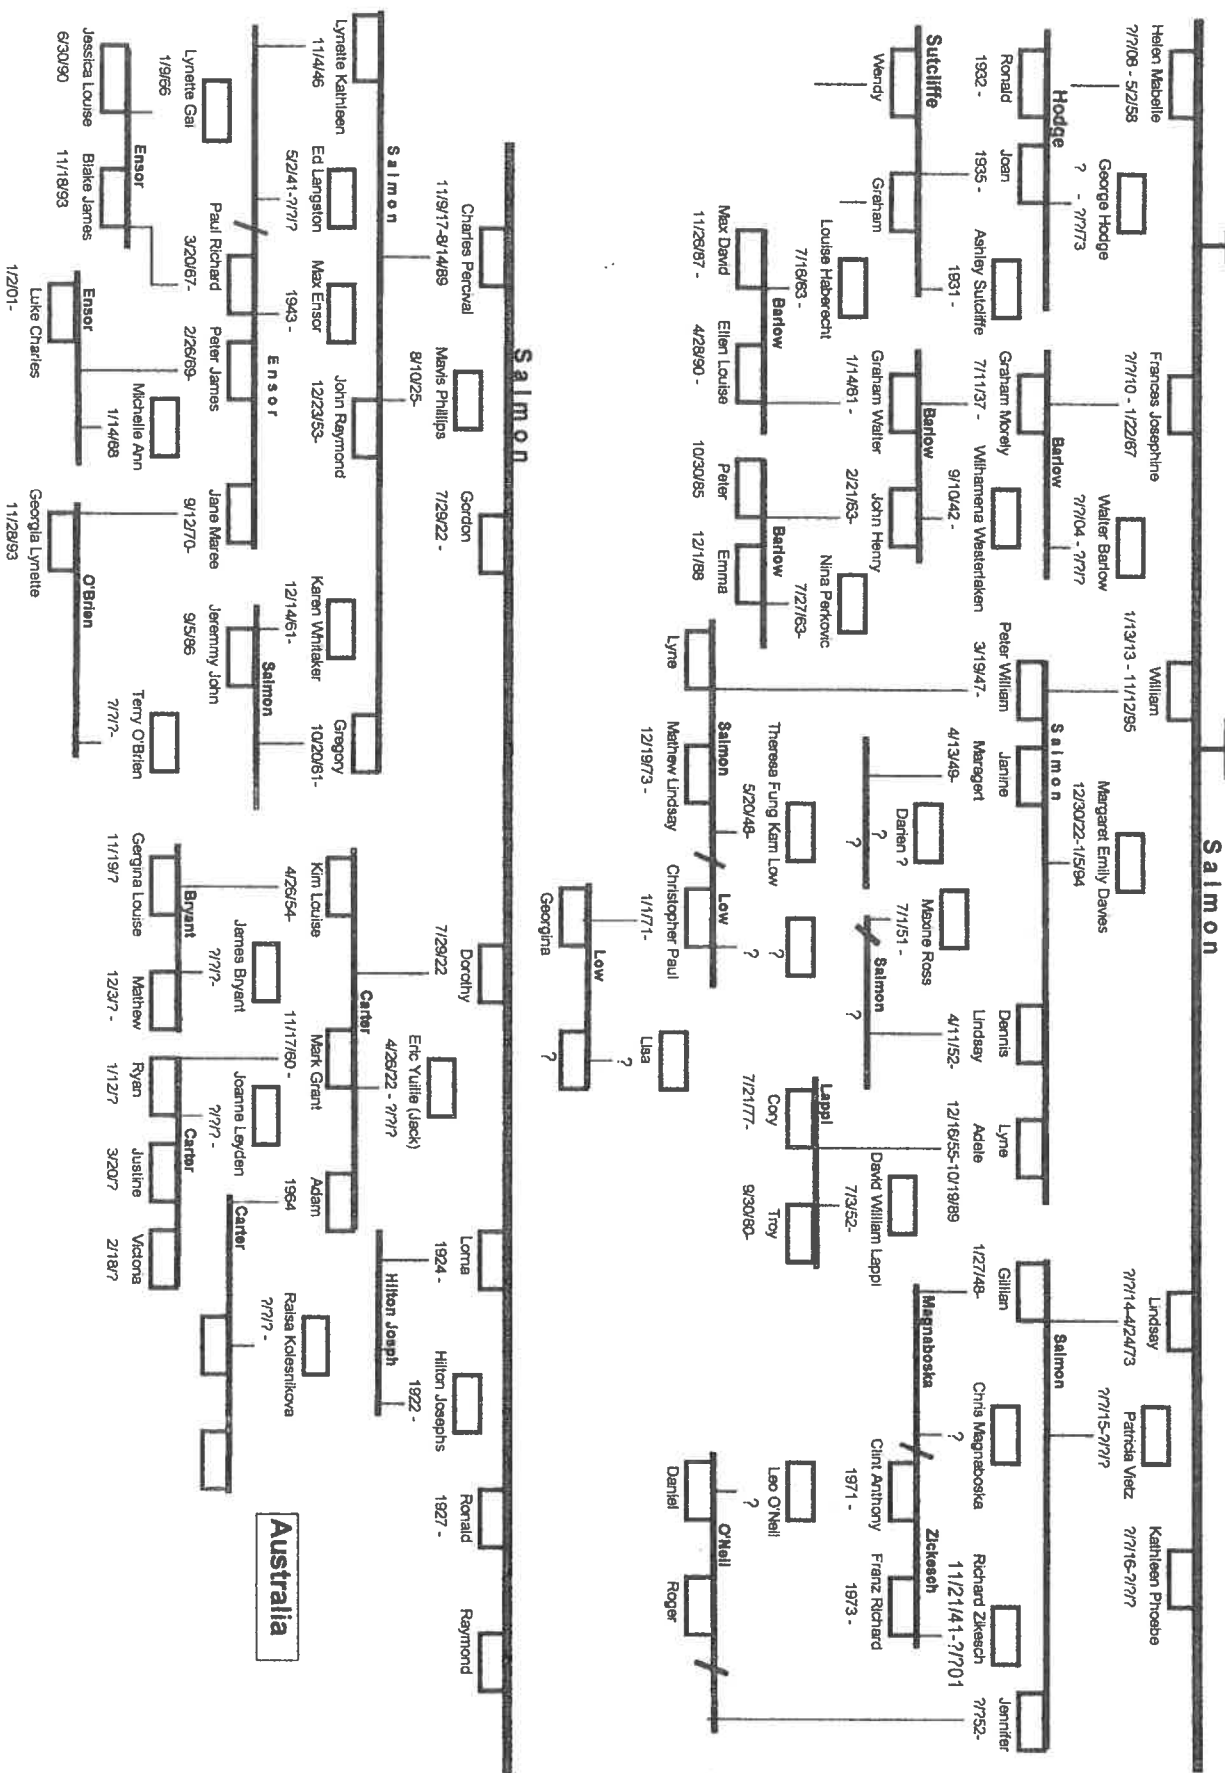 Salmon
Helen Mabelle
?/?/08 - 5/2/58
George Hodge
? - ?/?/73
Frances Josephine
?/?/10 - 1/22/67
Walter Barlow
?/?/04 - ?/?/?
William
1/13/13 - 11/12/95
Margaret Emily Davies
12/30/22-1/5/94
Lindsay
?/?/14-4/24/73
Patricia Vietz
?/?/15-?/?/?
Kathleen Phoebe
?/?/16-?/?/?
Hodge
Ronald
1932 -
Joan
1935 -
Ashley Sutcliffe
1931 -
Barlow
Graham Morely
7/11/37 -
Wilhamena Westerlaken
9/10/42 -
Salmon
Peter William
3/19/47-
Janine
Maragert
4/13/49-
Darien ?
?
Maxine Ross
7/1/51 -
Dennis
Lindsay
4/11/52-
Lyne
Adele
12/16/55-10/19/89
David William Lappi
7/3/52-
Salmon
Gillian
1/27/48-
Chris Magnaboska
?
Richard Zikesch
11/21/41-?/?01
Jennifer
?/?52-
Sutcliffe
Wendy
Graham
Louise Haberecht
7/16/63 -
Barlow
Graham Walter
1/14/61 -
John Henry
2/21/63-
Nina Perkovic
7/27/63-
?
Salmon
?
Magnaboska
Zickesch
Clint Anthony
1971 -
Franz Richard
1973 -
Leo O'Neil
?
Barlow
Max David
11/26/87 -
Ellen Louise
4/28/90 -
Barlow
Peter
10/30/85
Emma
12/1/88
Theresa Fung Kam Low
5/20/48-
?
?
Lappi
Cory
7/21/77-
Troy
9/30/80-
Salmon
Low
Lyne
Mathew Lindsay
12/19/73 -
Christopher Paul
1/1/71-
Lisa
?
O'Neil
Daniel
Roger
Low
Georgina
?
Salmon
Charles Percival
11/9/17-8/14/89
Mavis Phillips
8/10/25-
Gordon
7/29/22 -
Dorothy
7/29/22
Eric Yuille (Jack)
4/26/22 - ?/?/?
Lorna
1924 -
Hilton Josephs
1922 -
Ronald
1927 -
Raymond
Salmon
Lynette Kathleen
11/4/46
Ed Langston
5/2/41-?/?/?
Max Ensor
1943 -
John Raymond
12/23/53-
Karen Whitaker
12/14/61-
Gregory
10/20/61-
Carter
Kim Louise
4/26/54-
James Bryant
?/?/?-
Mark Grant
11/17/60 -
Joanne Leyden
?/?/? -
Adam
1964
Raisa Kolesnikova
?/?/? -
Hilton Joseph
Ensor
Lynette Gai
1/9/66
Paul Richard
3/20/67-
Peter James
2/26/69-
Michelle Ann
1/14/68
Jane Maree
9/12/70-
Terry O'Brien
?/?/?-
Salmon
Jeremmy John
9/5/86
Bryant
Gergina Louise
11/19/?
Mathew
12/3/? -
Carter
Ryan
1/12/?
Justine
3/20/?
Victoria
2/18/?
Carter
Ensor
Jessica Louise
6/30/90
Blake James
11/18/93
Ensor
Luke Charles
1/2/01-
O'Brien
Georgia Lynette
11/28/93
Australia